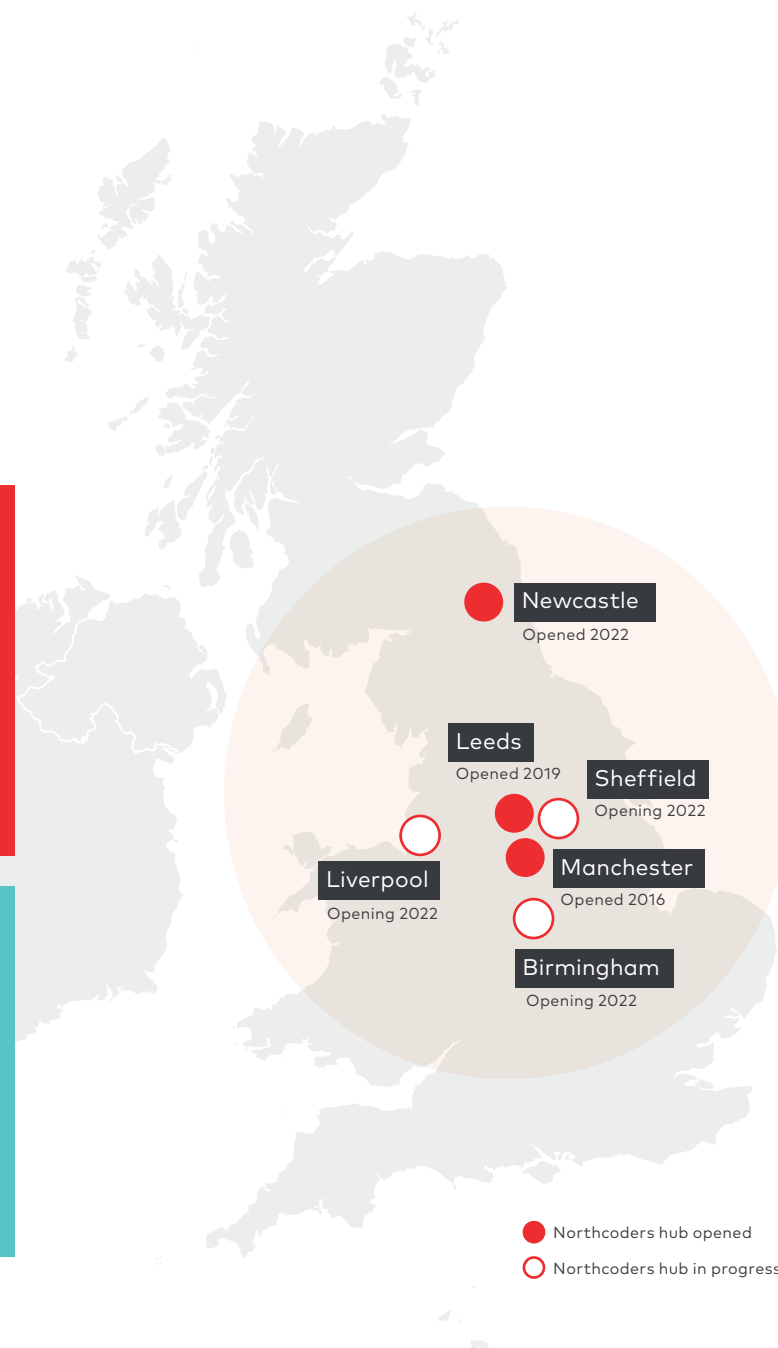 Newcastle
Opened 2022
Leeds
Opened 2019
Sheffield
Opening 2022
Manchester
Opened 2016
Liverpool
Opening 2022
Birmingham
Opening 2022
Northcoders hub opened
Northcoders hub in progress